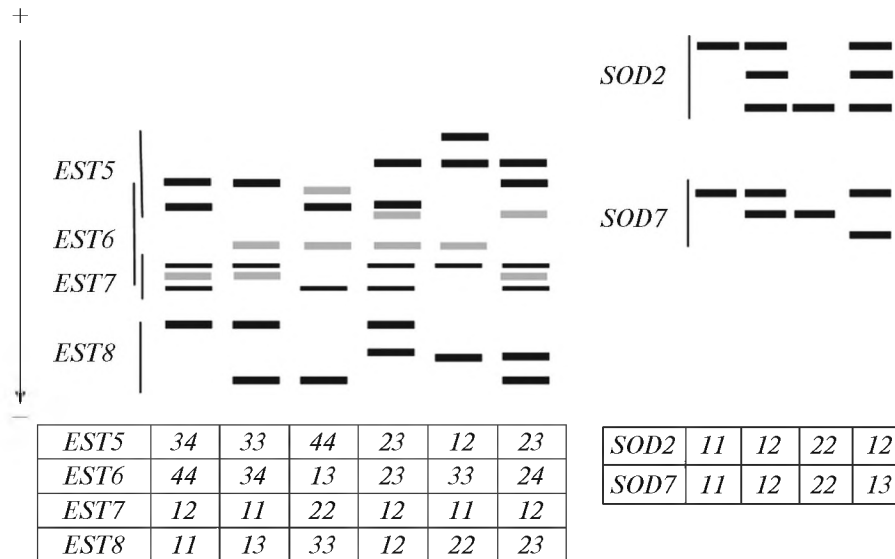 +
SOD2
EST5
SOD7
EST6
EST7
EST8
−
EST5 34 33 44 23 12 23
EST6 44 34 13 23 33 24
EST7 12 11 22 12 11 12
EST8 11 13 33 12 22 23
SOD2 11 12 22 12
SOD7 11 12 22 13